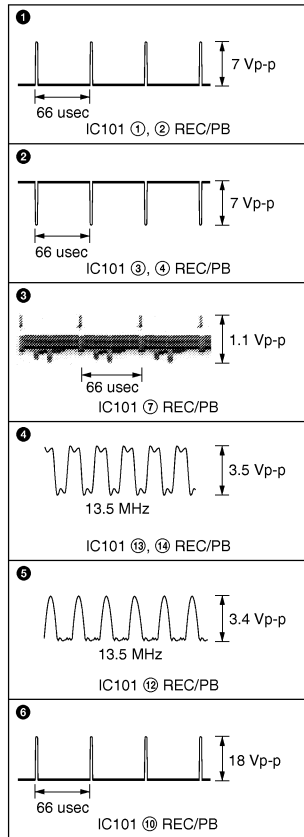 ❶
7 Vp-p
66 usec
IC101 ①, ② REC/PB
❷
7 Vp-p
66 usec
IC101 ③, ④ REC/PB
❸
1.1 Vp-p
66 usec
IC101 ⑦ REC/PB
❹
3.5 Vp-p
13.5 MHz
IC101 ⑬, ⑭ REC/PB
❺
3.4 Vp-p
13.5 MHz
IC101 ⑫ REC/PB
❻
18 Vp-p
66 usec
IC101 ⑩ REC/PB